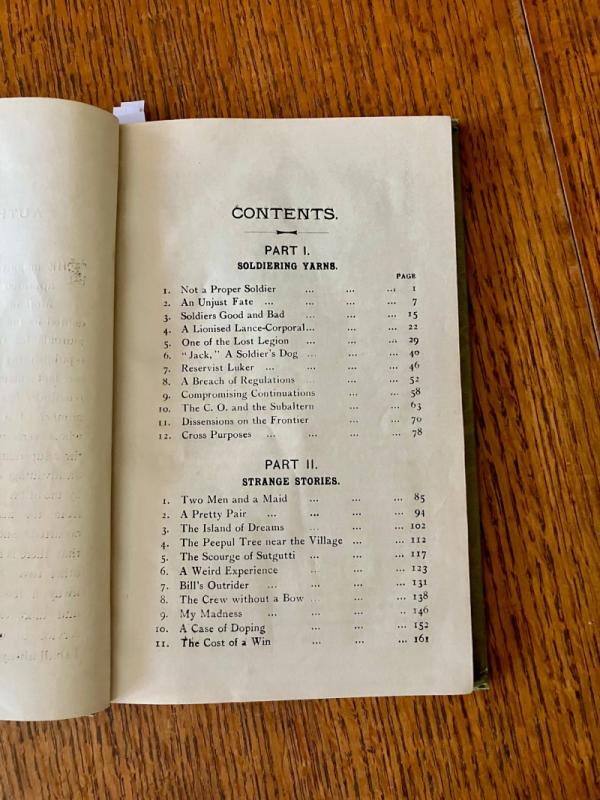 CONTENTS.
PART I.
SOLDIERING YARNS.
PAGE
1. Not a Proper Soldier ... ... ... 1
2. An Unjust Fate ... ... ... ... 7
3. Soldiers Good and Bad ... ... ... 15
4. A Lionised Lance-Corporal... ... ... 22
5. One of the Lost Legion ... ... ... 29
6. "Jack," A Soldier's Dog ... ... ... 40
7. Reservist Luker ... ... ... ... 46
8. A Breach of Regulations ... ... ... 52
9. Compromising Continuations ... ... 58
10. The C. O. and the Subaltern ... ... 63
11. Dissensions on the Frontier ... ... 70
12. Cross Purposes ... ... ... ... 78
PART II.
STRANGE STORIES.
1. Two Men and a Maid ... ... ... 85
2. A Pretty Pair ... ... ... ... 94
3. The Island of Dreams ... ... ... 102
4. The Peepul Tree near the Village ... ... 112
5. The Scourge of Sutgutti ... ... ... 117
6. A Weird Experience ... ... ... 123
7. Bill's Outrider ... ... ... 131
8. The Crew without a Bow ... ... ... 138
9. My Madness ... ... ... ... 146
10. A Case of Doping ... ... ... 152
11. The Cost of a Win ... ... ... 161